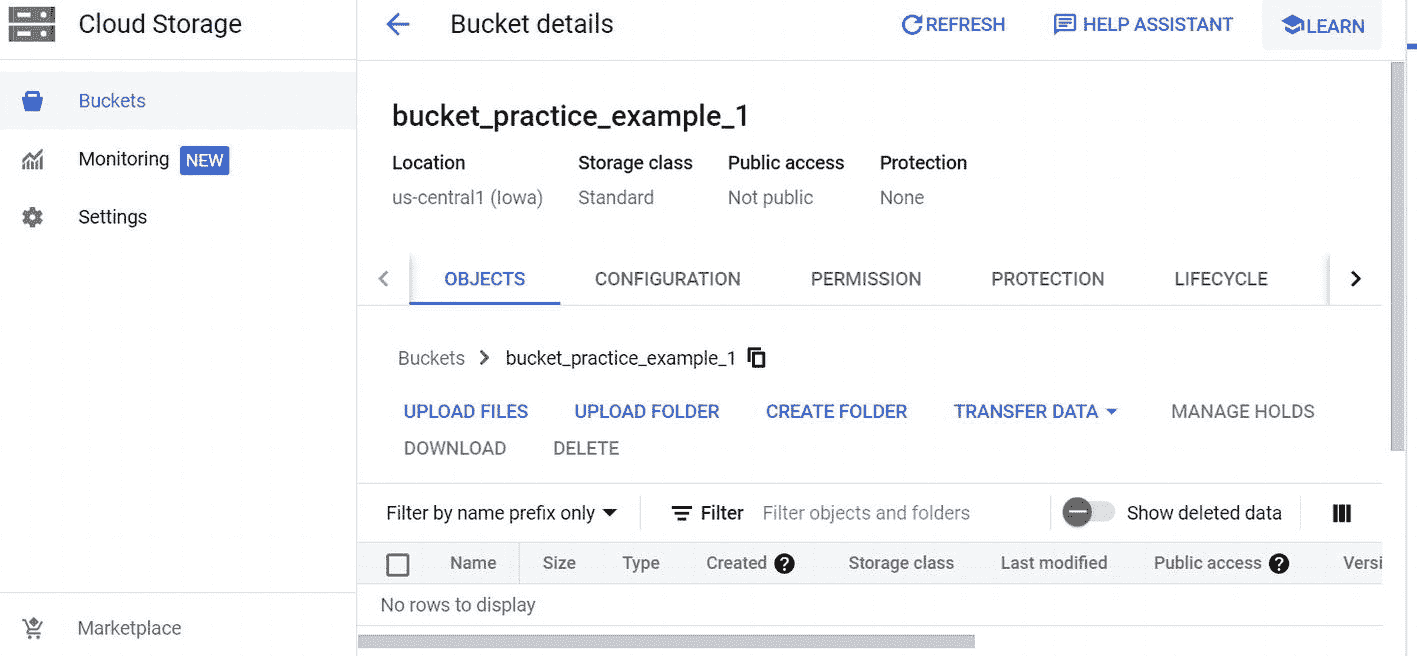 Cloud Storage
Bucket details
REFRESH
HELP ASSISTANT
LEARN
Buckets
Monitoring NEW
Settings
Marketplace
bucket_practice_example_1
Location Storage class Public access Protection
us-central1 (Iowa) Standard Not public None
OBJECTS CONFIGURATION PERMISSION PROTECTION LIFECYCLE
Buckets bucket_practice_example_1
UPLOAD FILES UPLOAD FOLDER CREATE FOLDER TRANSFER DATA MANAGE HOLDS
DOWNLOAD DELETE
Filter by name prefix only Filter Filter objects and folders Show deleted data
Name Size Type Created ? Storage class Last modified Public access ? Versi
No rows to display